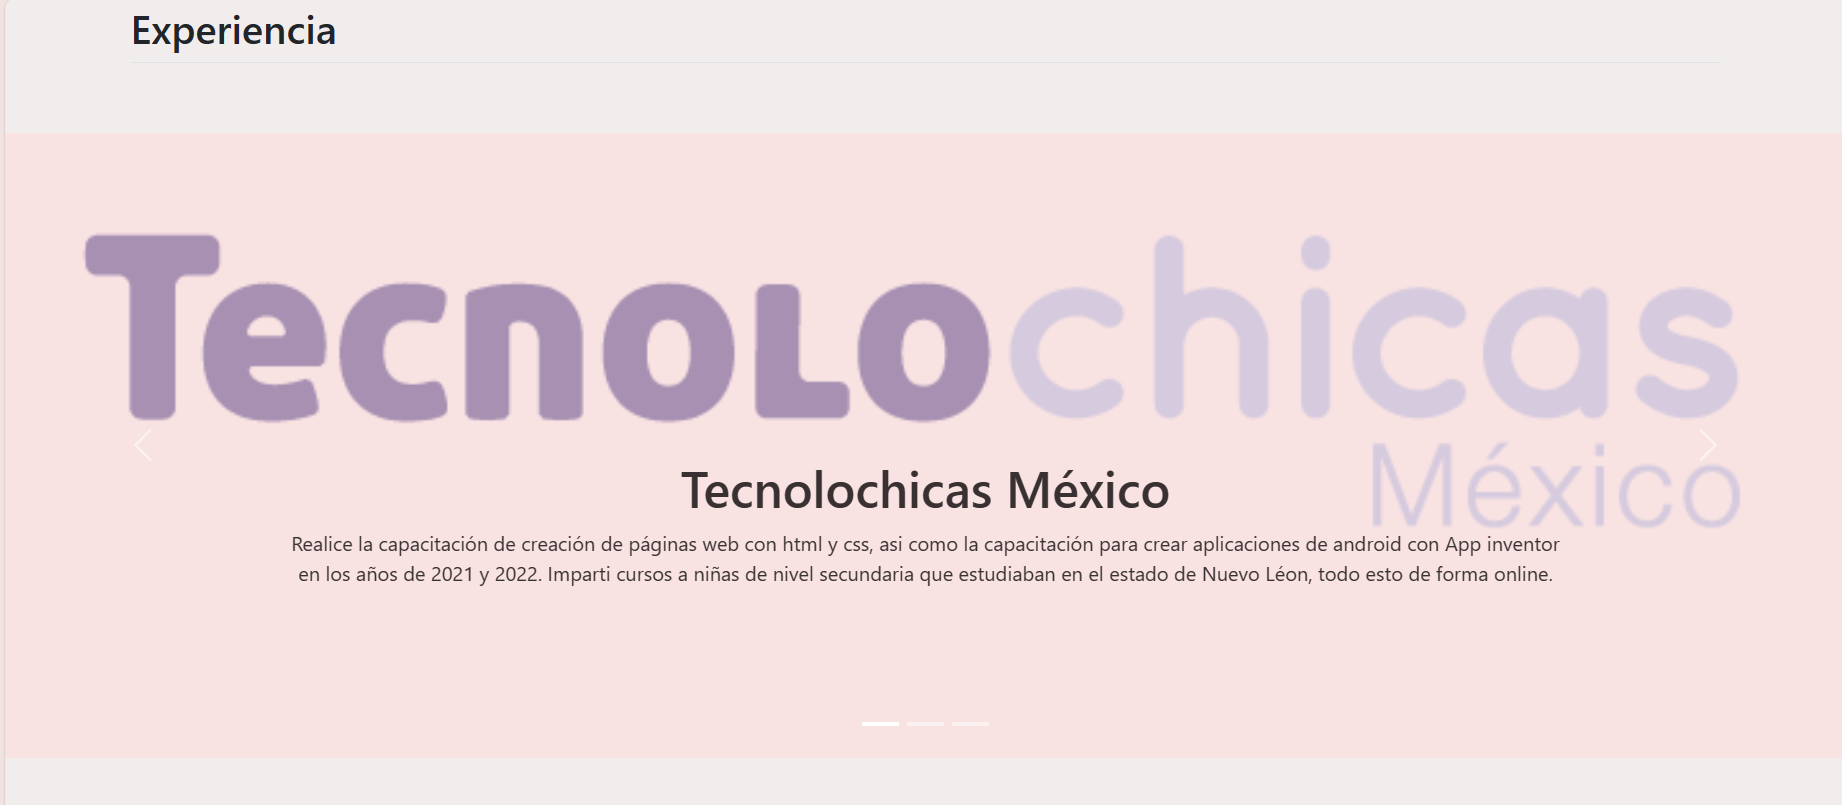 Experiencia
Tecnolochicas
México
Tecnolochicas México
Realice la capacitación de creación de páginas web con html y css, asi como la capacitación para crear aplicaciones de android con App inventor
en los años de 2021 y 2022. Imparti cursos a niñas de nivel secundaria que estudiaban en el estado de Nuevo Léon, todo esto de forma online.